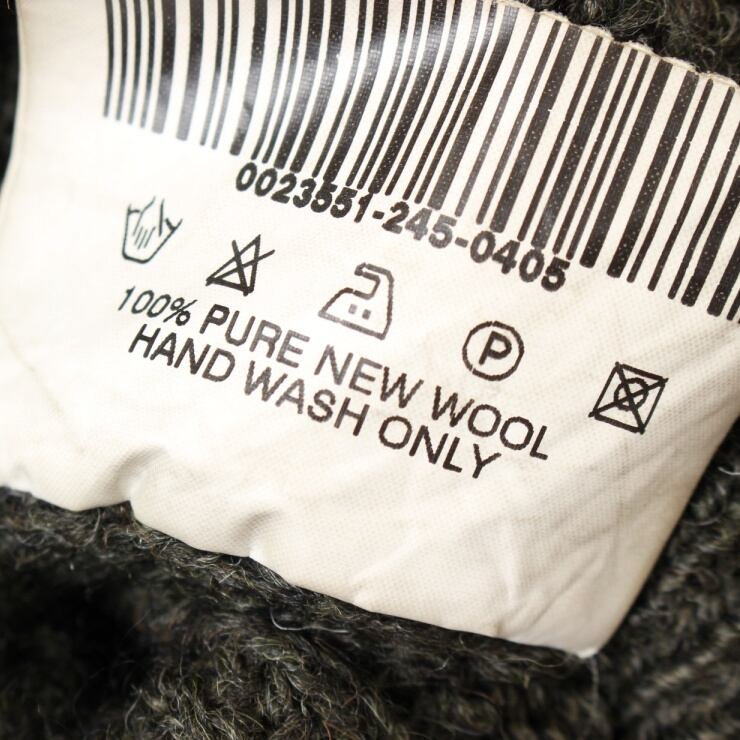 0023551-245-0405
P
100% PURE NEW WOOL
HAND WASH ONLY